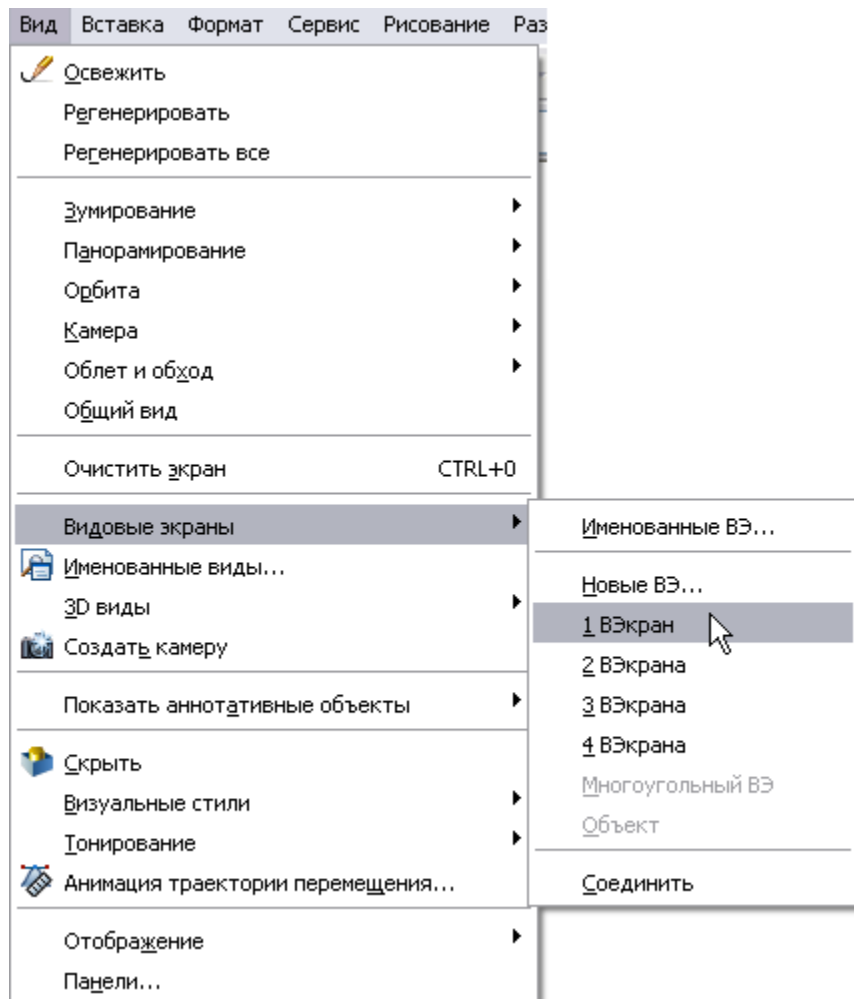 Вид Вставка Формат Сервис Рисование Раз
Освежить
Регенерировать
Регенерировать все
Зумирование
Панорамирование
Орбита
Камера
Облет и обход
Общий вид
Очистить экран CTRL+0
Видовые экраны
Именованные виды...
3D виды
Создать камеру
Показать аннотативные объекты
Скрыть
Визуальные стили
Тонирование
Анимация траектории перемещения...
Отображение
Панели...
Именованные ВЭ...
Новые ВЭ...
1 ВЭкран
2 ВЭкрана
3 ВЭкрана
4 ВЭкрана
Многоугольный ВЭ
Объект
Соединить